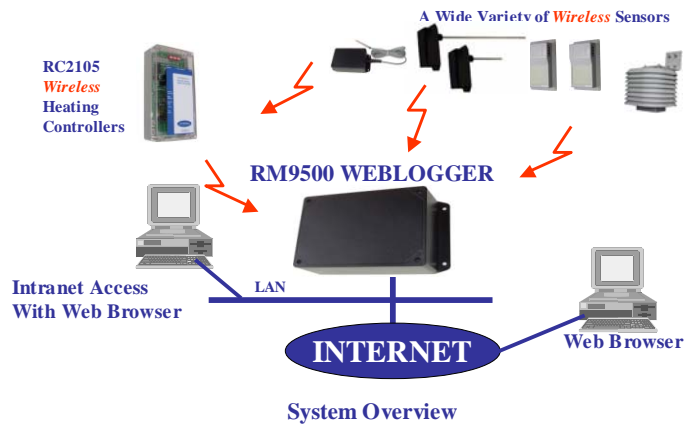 A Wide Variety of Wireless Sensors
RC2105
Wireless
Heating
Controllers
RM9500 WEBLOGGER
Intranet Access
With Web Browser
LAN
INTERNET
Web Browser
System Overview